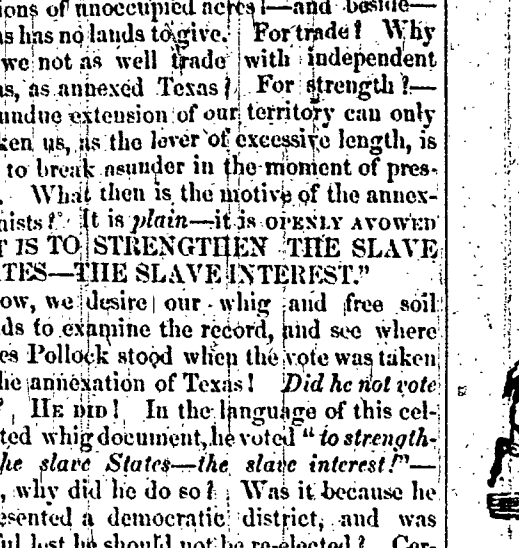 ions of unoccupied acres!—and beside—
as has no lands to give. For trade? Why
we not as well trade with independent
as, as annexed Texas? For strength?—
undue extension of our territory can only
ken us, as the lever of excessive length, is
to break asunder in the moment of pres-
. What then is the motive of the annex-
nists? It is plain—it is OPENLY AVOWED
T IS TO STRENGTHEN THE SLAVE
TES—THE SLAVE INTEREST."
ow, we desire our whig and free soil
ds to examine the record, and see where
es Pollock stood when the vote was taken
he annexation of Texas! Did he not vote
HE DID! In the language of this cel-
ted whig document, he voted "to strength-
he slave States—the slave interest!"—
, why did he do so? Was it because he
esented a democratic district, and was
ful lest he should not be re-elected? Cer-